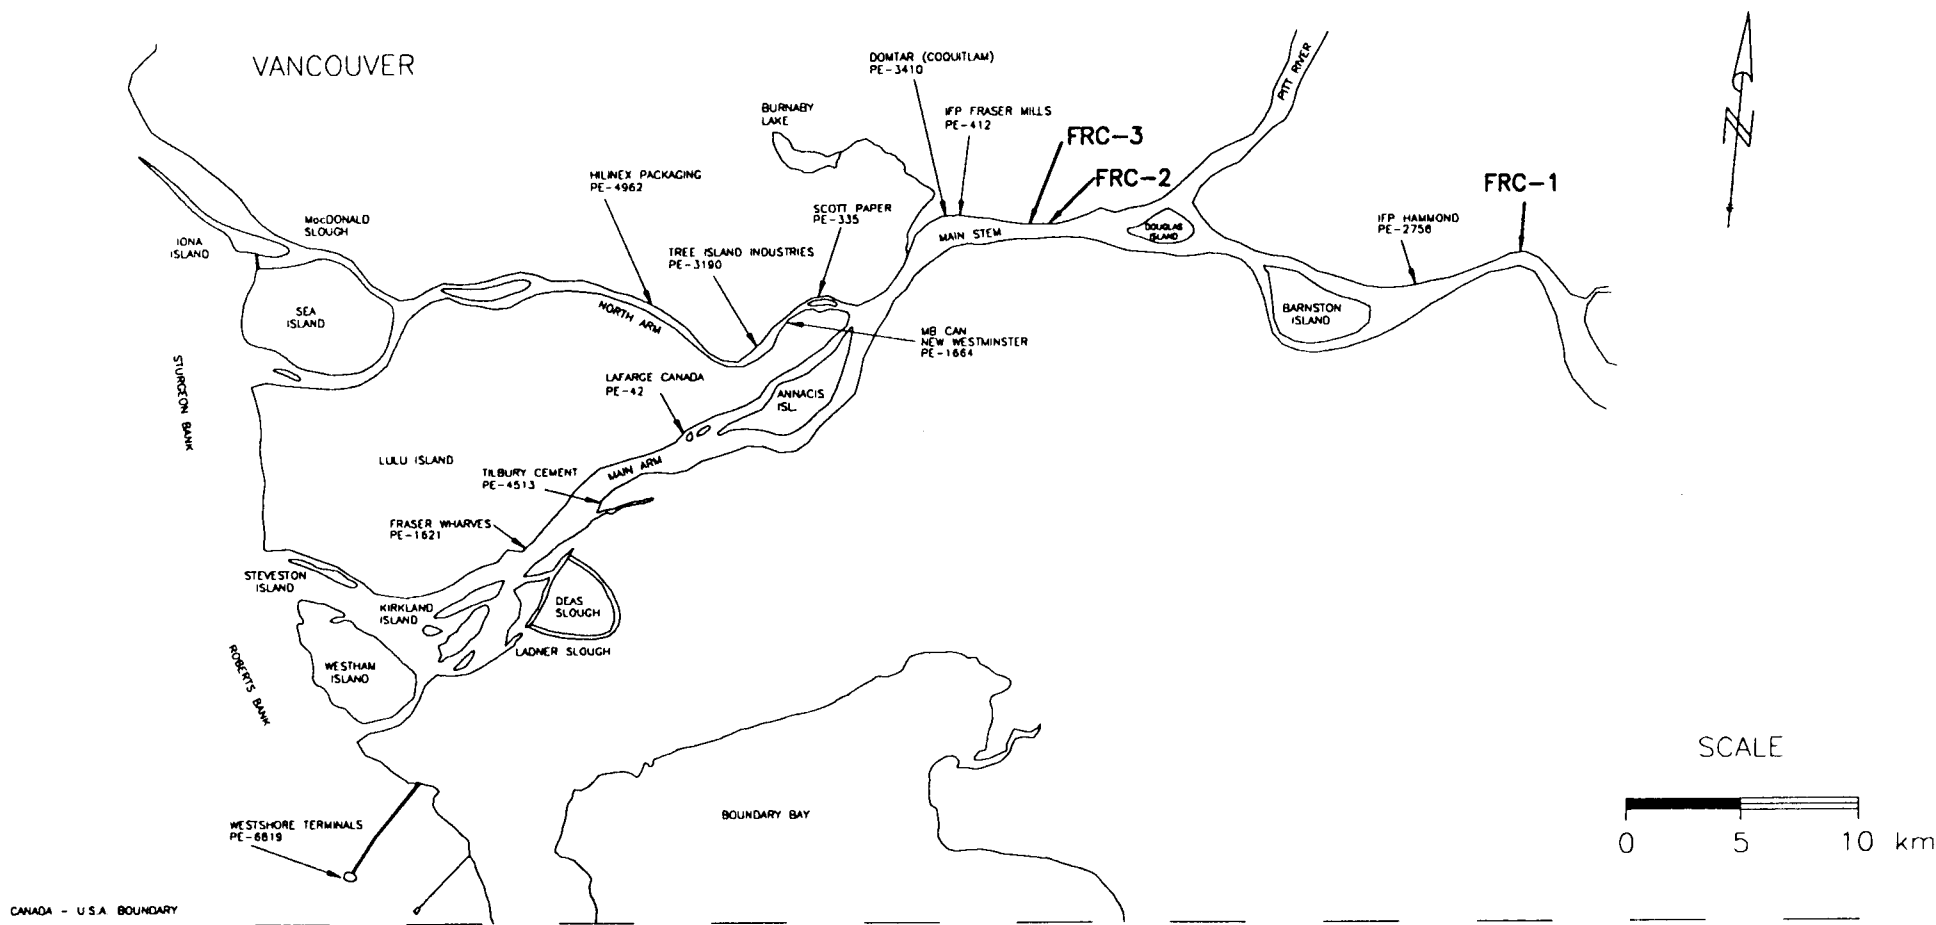 VANCOUVER
DOMTAR (COQUITLAM)
PE-3410
PITT RIVER
BURNABY
LAKE
IFP FRASER MILLS
PE-412
FRC-3
N
HILINEX PACKAGING
PE-4962
FRC-2
FRC-1
MacDONALD
SLOUGH
SCOTT PAPER
PE-335
IFP HAMMOND
PE-2756
IONA
ISLAND
MAIN STEM
DOUGLAS
ISLAND
TREE ISLAND INDUSTRIES
PE-3190
SEA
ISLAND
NORTH ARM
BARNSTON
ISLAND
MB CAN
NEW WESTMINSTER
PE-1664
STURGEON BANK
LAFARGE CANADA
PE-42
ANNACIS
ISL.
LULU ISLAND
MAIN ARM
TILBURY CEMENT
PE-4513
FRASER WHARVES
PE-1621
STEVESTON
ISLAND
KIRKLAND
ISLAND
DEAS
SLOUGH
LADNER SLOUGH
ROBERTS BANK
WESTHAM
ISLAND
SCALE
WESTSHORE TERMINALS
PE-6819
BOUNDARY BAY
0 5 10 km
CANADA - U.S.A. BOUNDARY